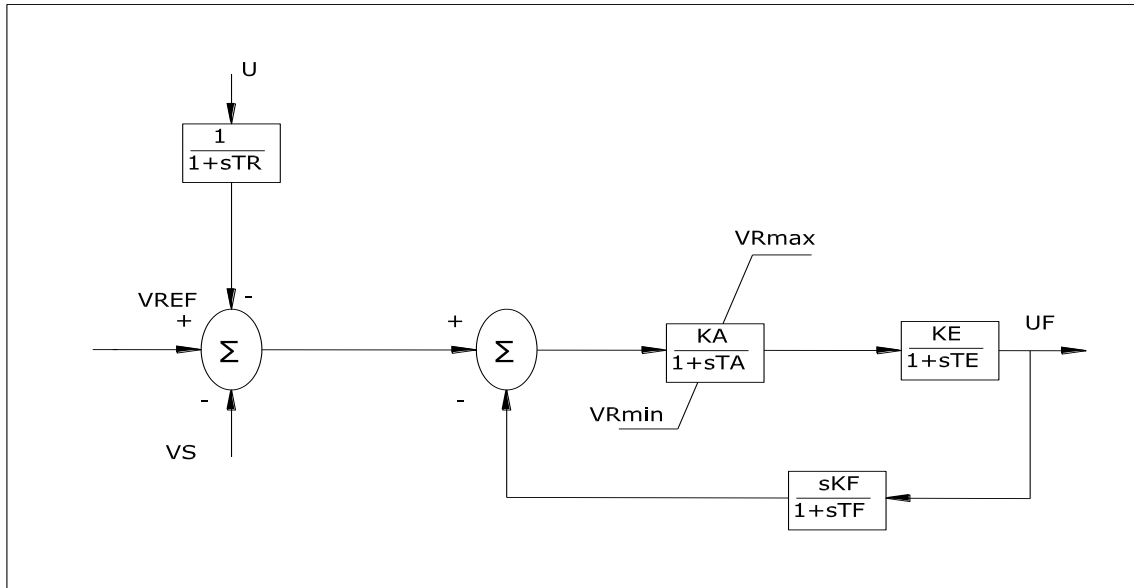 U
1
1+sTR
VRmax
VREF
-
+
Σ
-
VS
+
Σ
-
KA
1+sTA
VRmin
KE
1+sTE
UF
sKF
1+sTF